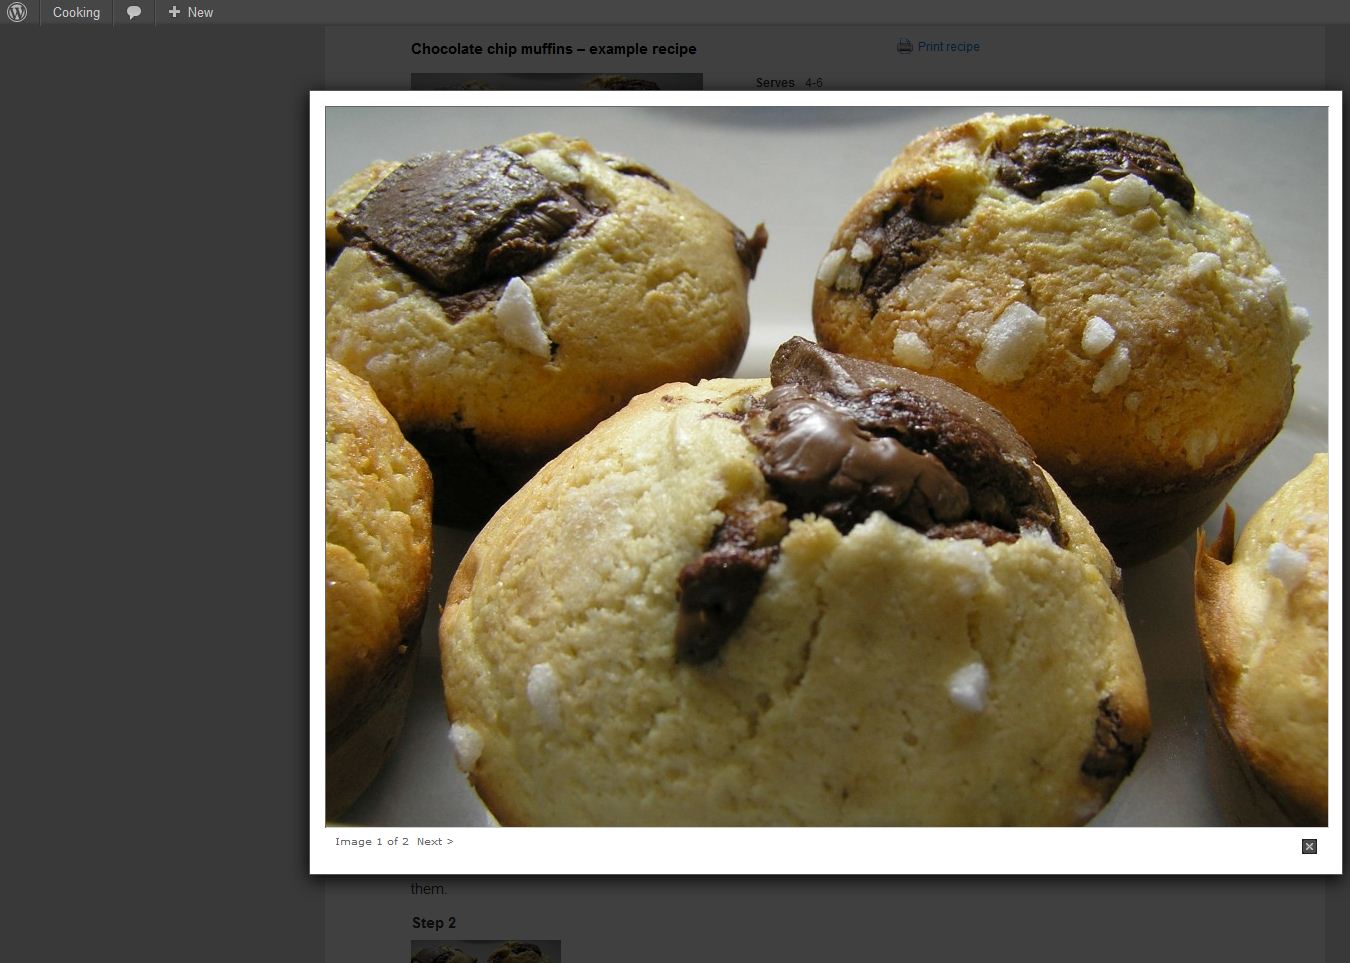 Cooking
New
Chocolate chip muffins – example recipe
Print recipe
Serves 4-6
Image 1 of 2 Next >
them.
Step 2